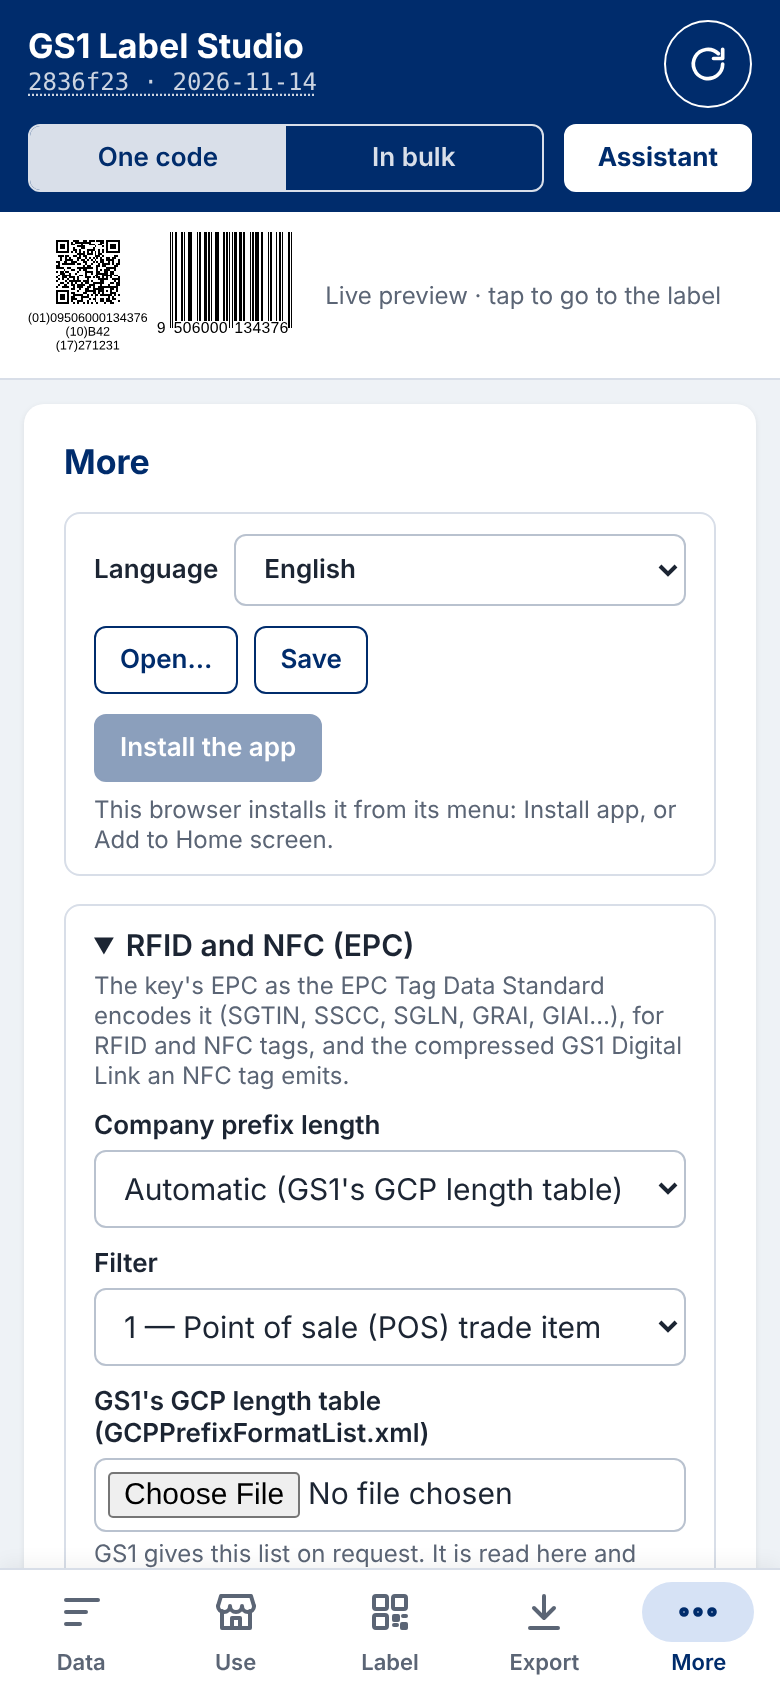 GS1 Label Studio
2836f23 · 2026-11-14
One code
In bulk
Assistant
(01)09506000134376
(10)B42
(17)271231
9 506000 134376
Live preview · tap to go to the label
More
Language
English
Open...
Save
Install the app
This browser installs it from its menu: Install app, or
Add to Home screen.
▼ RFID and NFC (EPC)
The key's EPC as the EPC Tag Data Standard
encodes it (SGTIN, SSCC, SGLN, GRAI, GIAI...), for
RFID and NFC tags, and the compressed GS1 Digital
Link an NFC tag emits.
Company prefix length
Automatic (GS1's GCP length table)
Filter
1 — Point of sale (POS) trade item
GS1's GCP length table
(GCPPrefixFormatList.xml)
Choose File No file chosen
GS1 gives this list on request. It is read here and
Data
Use
Label
Export
More